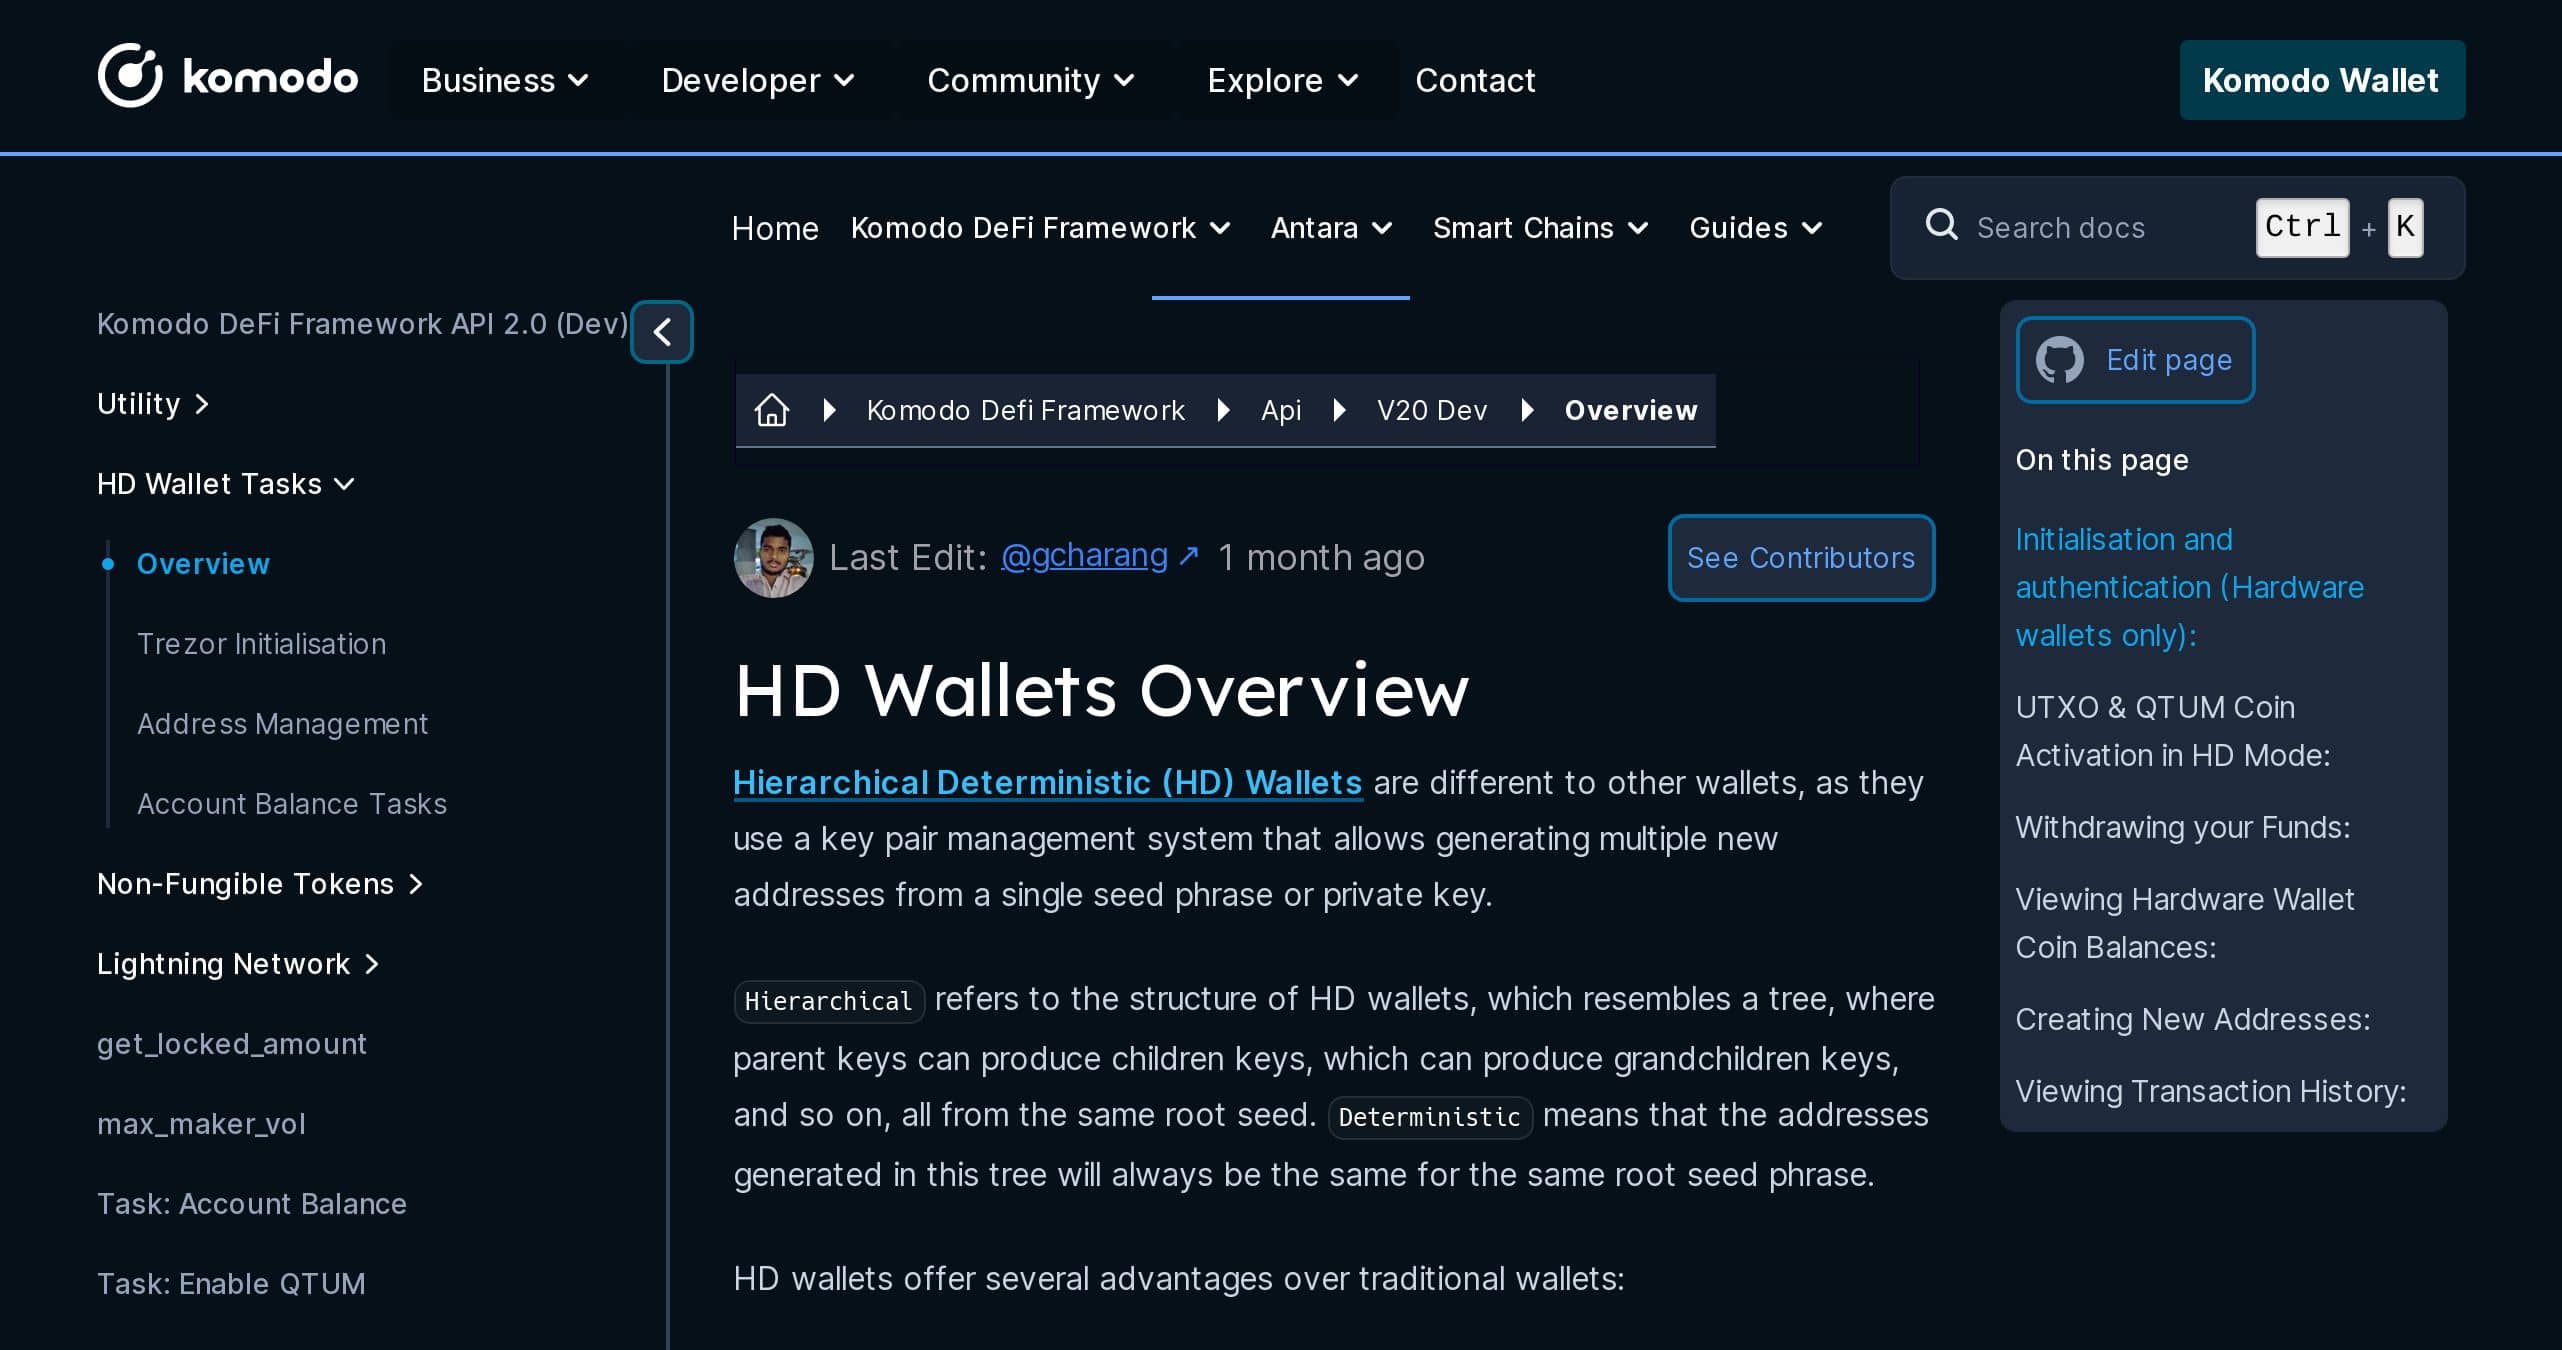 komodo
Business
Developer
Community
Explore
Contact
Komodo Wallet
Home
Komodo DeFi Framework
Antara
Smart Chains
Guides
Search docs
Ctrl + K
Komodo DeFi Framework API 2.0 (Dev)
Utility
HD Wallet Tasks
Overview
Trezor Initialisation
Address Management
Account Balance Tasks
Non-Fungible Tokens
Lightning Network
get_locked_amount
max_maker_vol
Task: Account Balance
Task: Enable QTUM
Komodo Defi Framework
Api
V20 Dev
Overview
Last Edit: @gcharang ↗ 1 month ago
See Contributors
HD Wallets Overview
Hierarchical Deterministic (HD) Wallets are different to other wallets, as they
use a key pair management system that allows generating multiple new
addresses from a single seed phrase or private key.
Hierarchical refers to the structure of HD wallets, which resembles a tree, where
parent keys can produce children keys, which can produce grandchildren keys,
and so on, all from the same root seed. Deterministic means that the addresses
generated in this tree will always be the same for the same root seed phrase.
HD wallets offer several advantages over traditional wallets:
Edit page
On this page
Initialisation and
authentication (Hardware
wallets only):
UTXO & QTUM Coin
Activation in HD Mode:
Withdrawing your Funds:
Viewing Hardware Wallet
Coin Balances:
Creating New Addresses:
Viewing Transaction History: